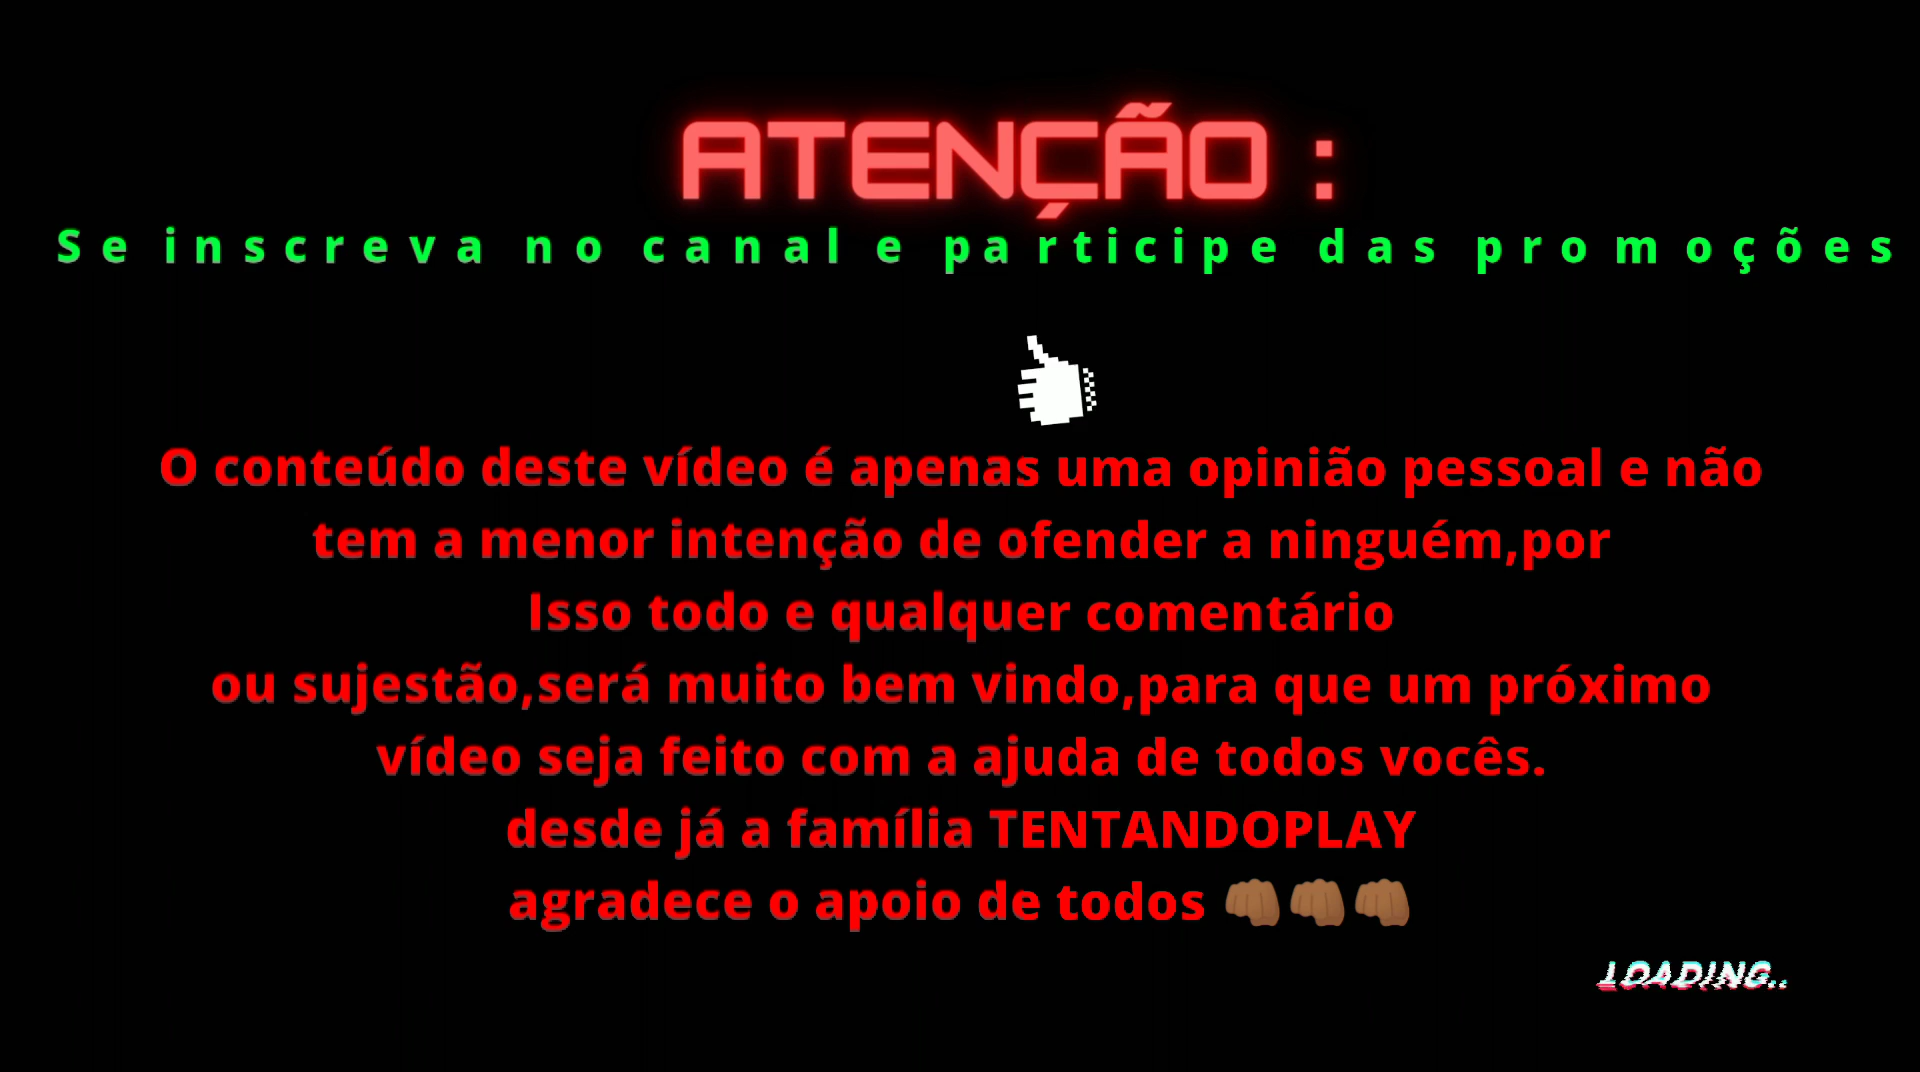 ATENÇÃO :
Se inscreva no canal e participe das promoções
O conteúdo deste vídeo é apenas uma opinião pessoal e não
tem a menor intenção de ofender a ninguém,por
Isso todo e qualquer comentário
ou sujestão,será muito bem vindo,para que um próximo
vídeo seja feito com a ajuda de todos vocês.
desde já a família TENTANDOPLAY
agradece o apoio de todos 👊🏾👊🏾👊🏾
LOADING..